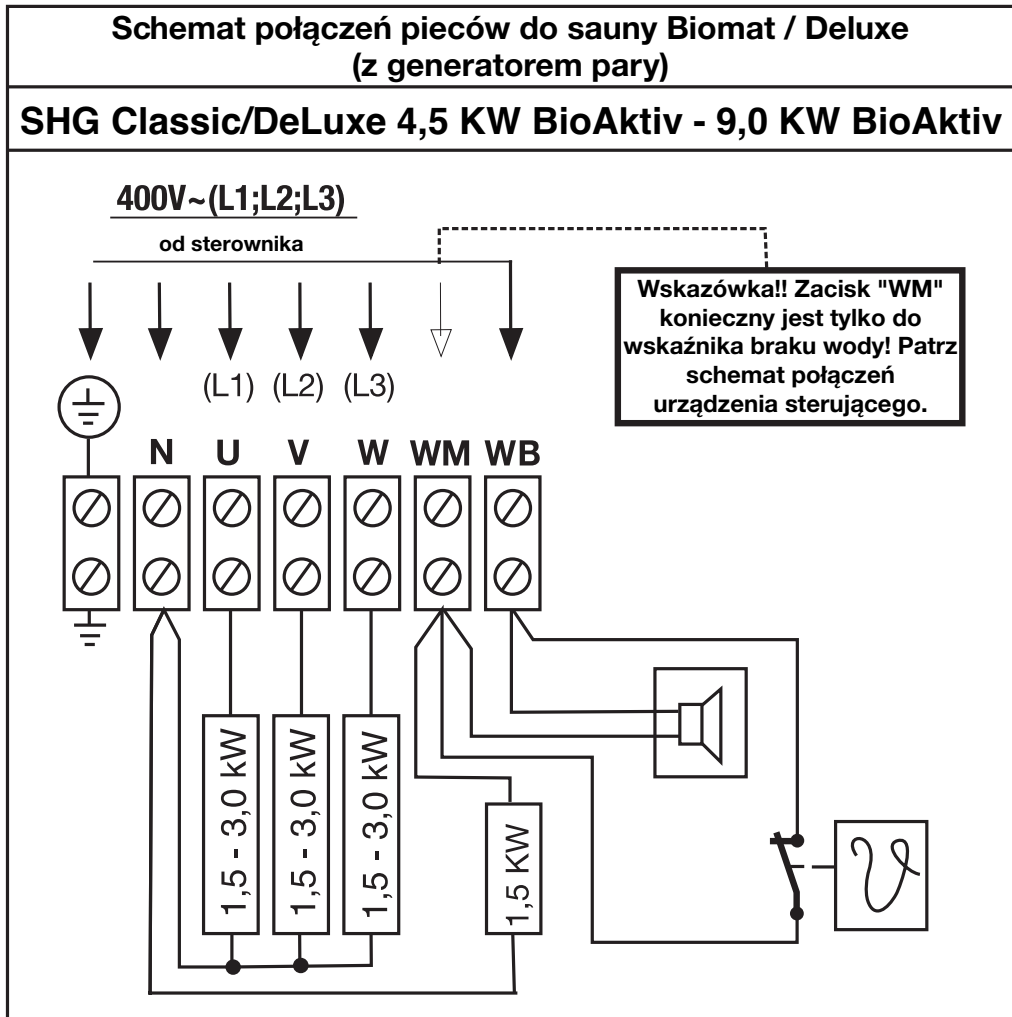 Schemat połączeń pieców do sauny Biomat / Deluxe
(z generatorem pary)
SHG Classic/DeLuxe 4,5 KW BioAktiv - 9,0 KW BioAktiv
400V~(L1;L2;L3)
od sterownika
Wskazówka!! Zacisk "WM"
konieczny jest tylko do
wskaźnika braku wody! Patrz
schemat połączeń
urządzenia sterującego.
(L1) (L2) (L3)
N U V W WM WB
1,5 - 3,0 kW
1,5 - 3,0 kW
1,5 - 3,0 kW
1,5 KW
ϑ